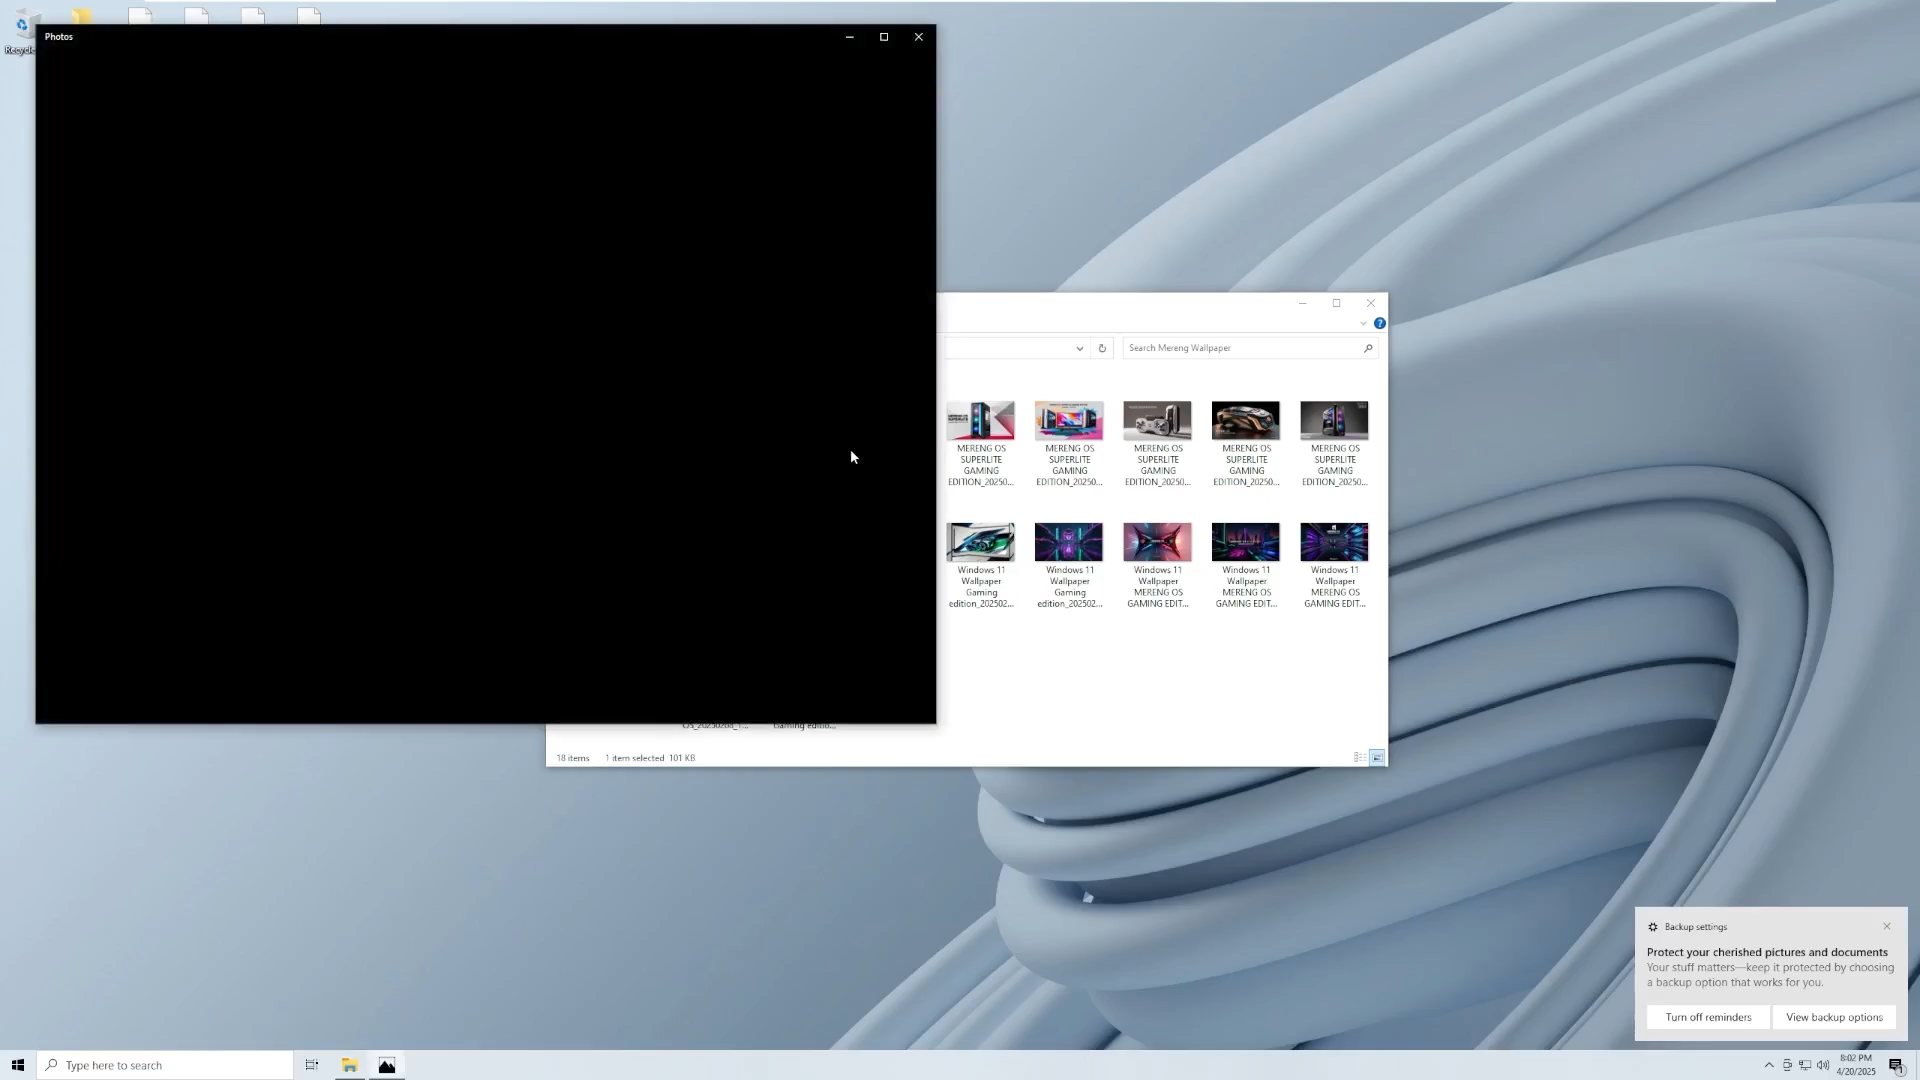 Recycle
Photos
Search Mereng Wallpaper
MERENG OS
SUPERLITE
GAMING
EDITION_20250...
MERENG OS
SUPERLITE
GAMING
EDITION_20250...
MERENG OS
SUPERLITE
GAMING
EDITION_20250...
MERENG OS
SUPERLITE
GAMING
EDITION_20250...
MERENG OS
SUPERLITE
GAMING
EDITION_20250...
Windows 11
Wallpaper
Gaming
edition_202502...
Windows 11
Wallpaper
Gaming
edition_202502...
Windows 11
Wallpaper
MERENG OS
GAMING EDIT...
Windows 11
Wallpaper
MERENG OS
GAMING EDIT...
Windows 11
Wallpaper
MERENG OS
GAMING EDIT...
Gaming editio...
18 items 1 item selected 101 KB
Backup settings
Protect your cherished pictures and documents
Your stuff matters—keep it protected by choosing
a backup option that works for you.
Turn off reminders View backup options
Type here to search
8:02 PM
4/20/2025